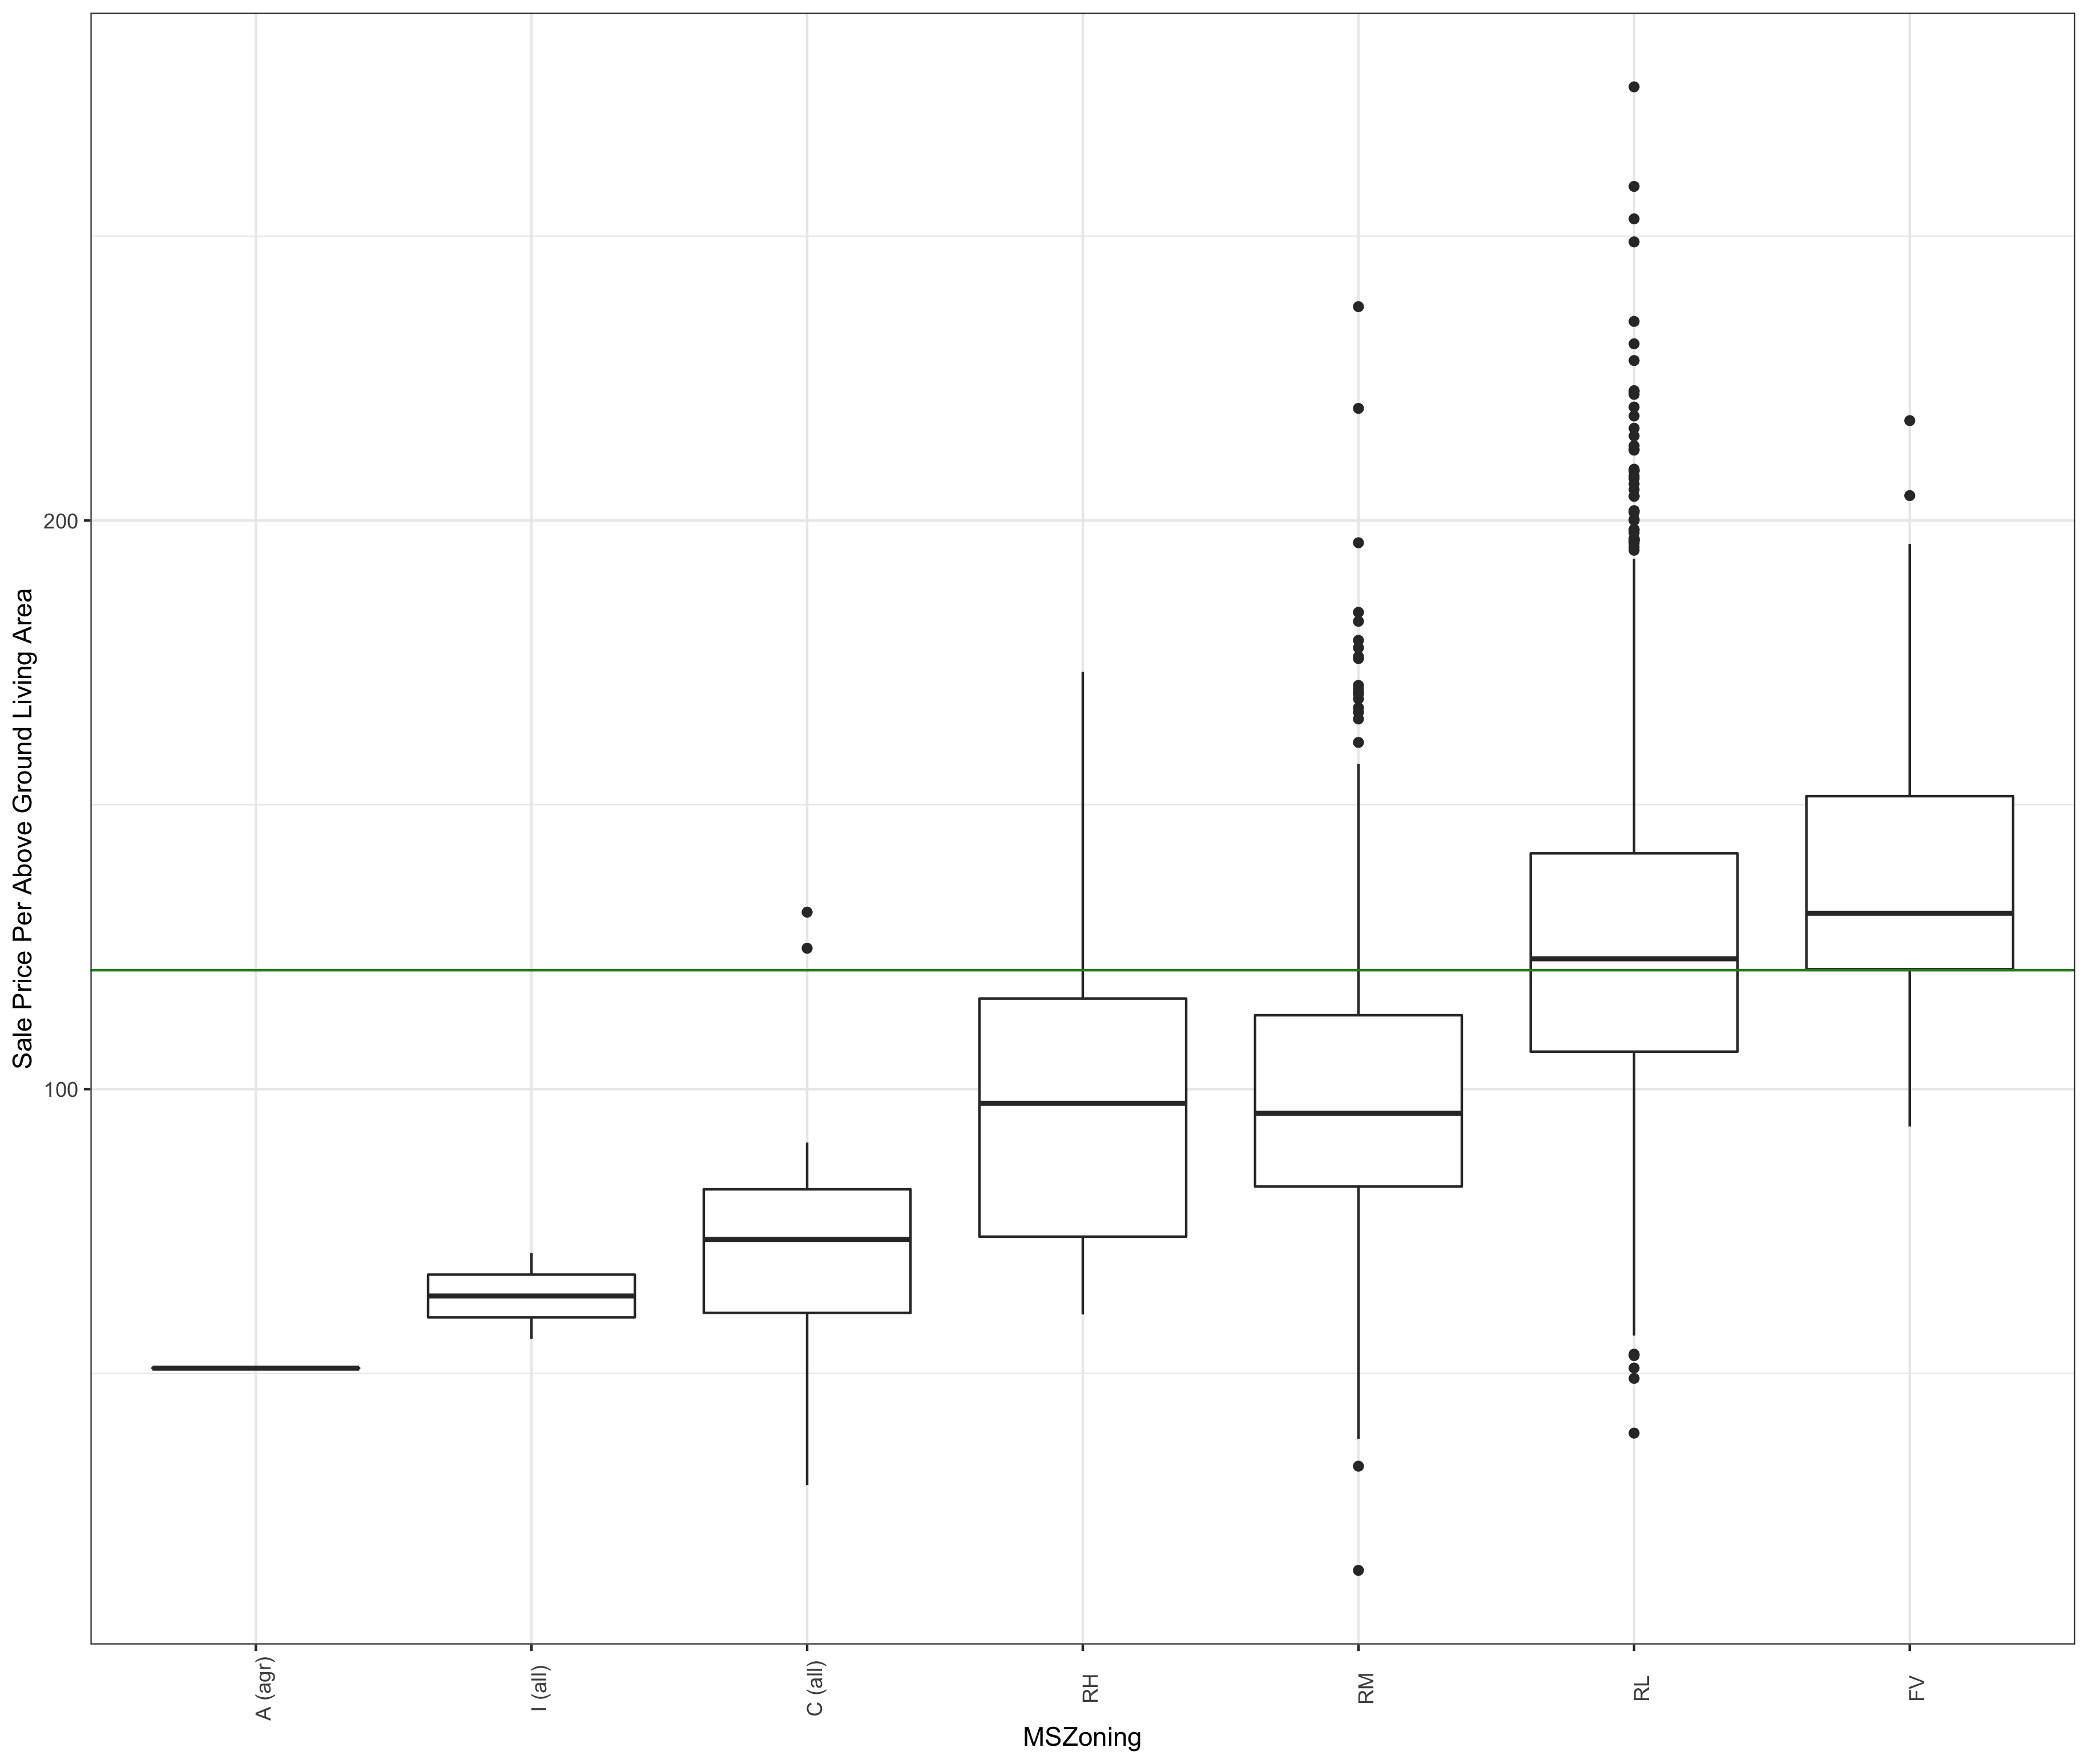 Sale Price Per Above Ground Living Area
200
100
A (agr)
I (all)
C (all)
RH
RM
RL
FV
MSZoning